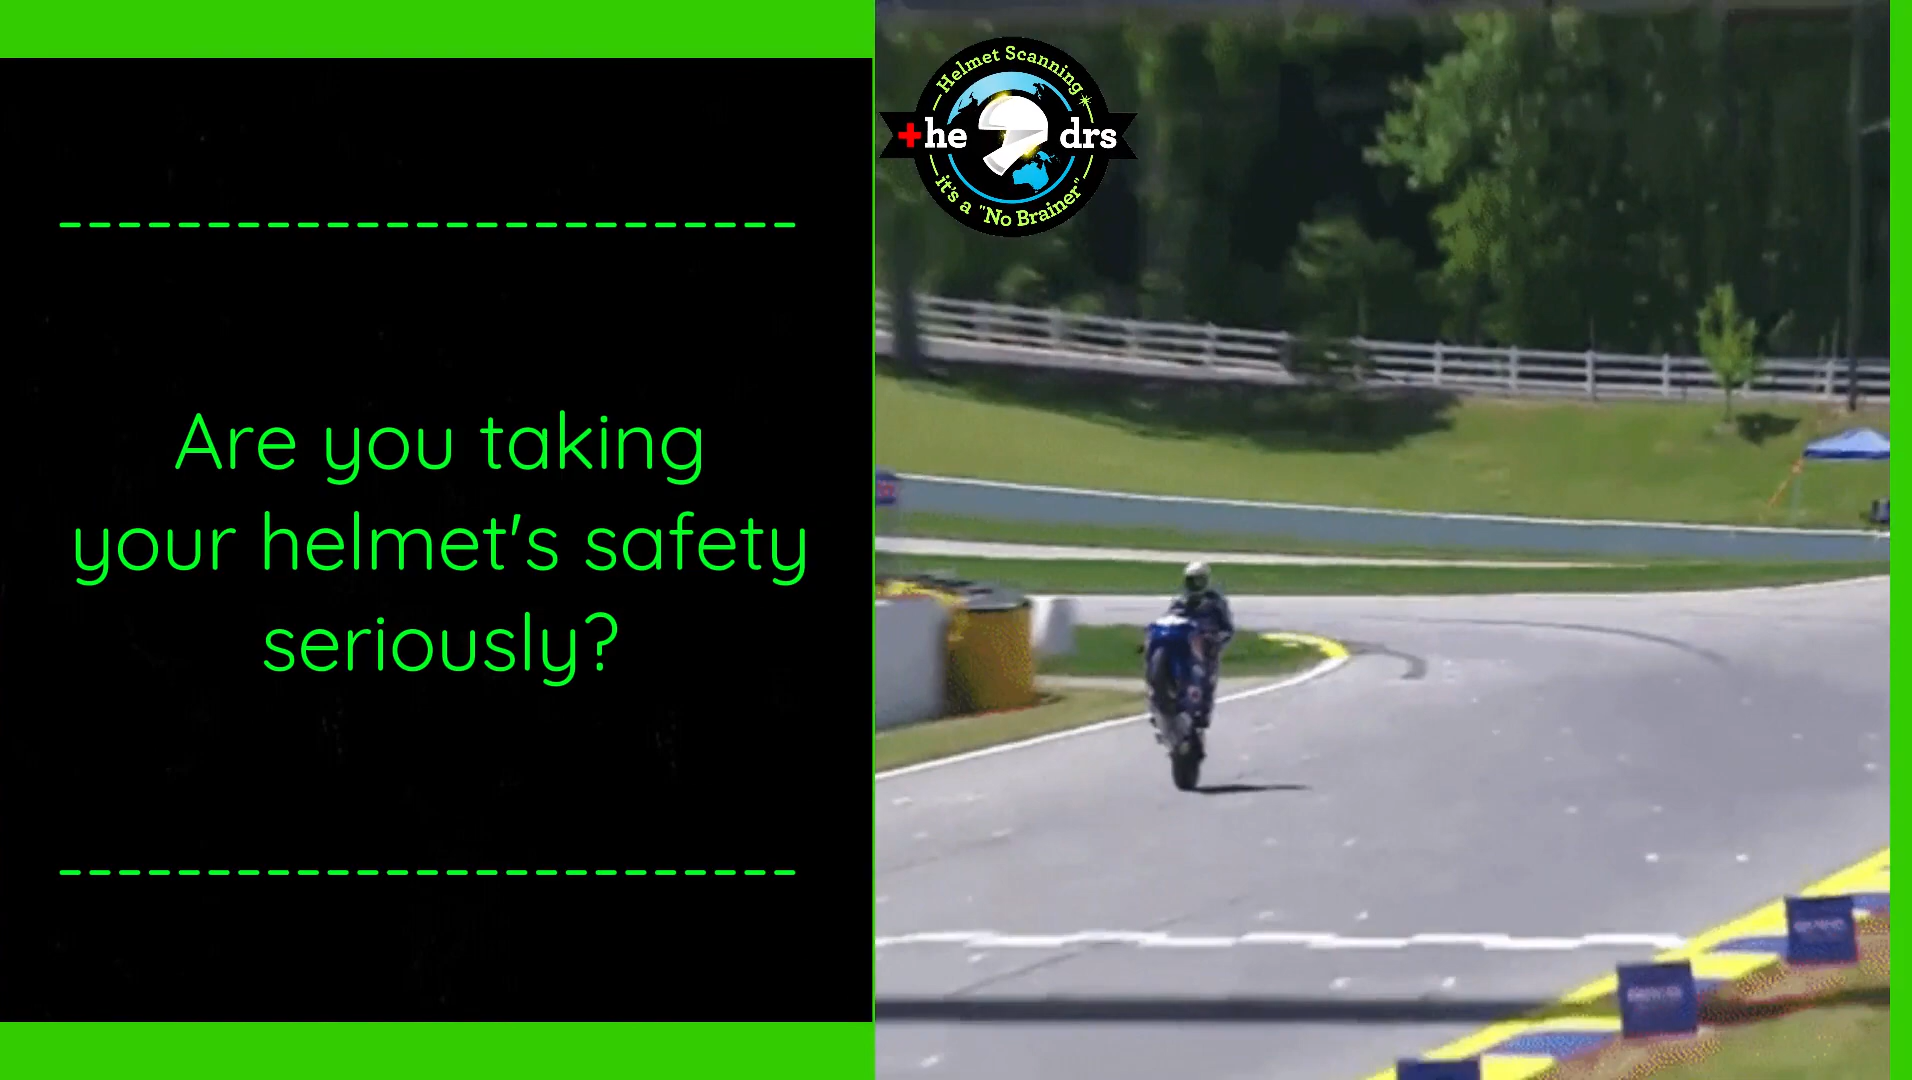 Helmet Scanning
+he drs
it's a "No Brainer"
Are you taking
your helmet's safety
seriously?